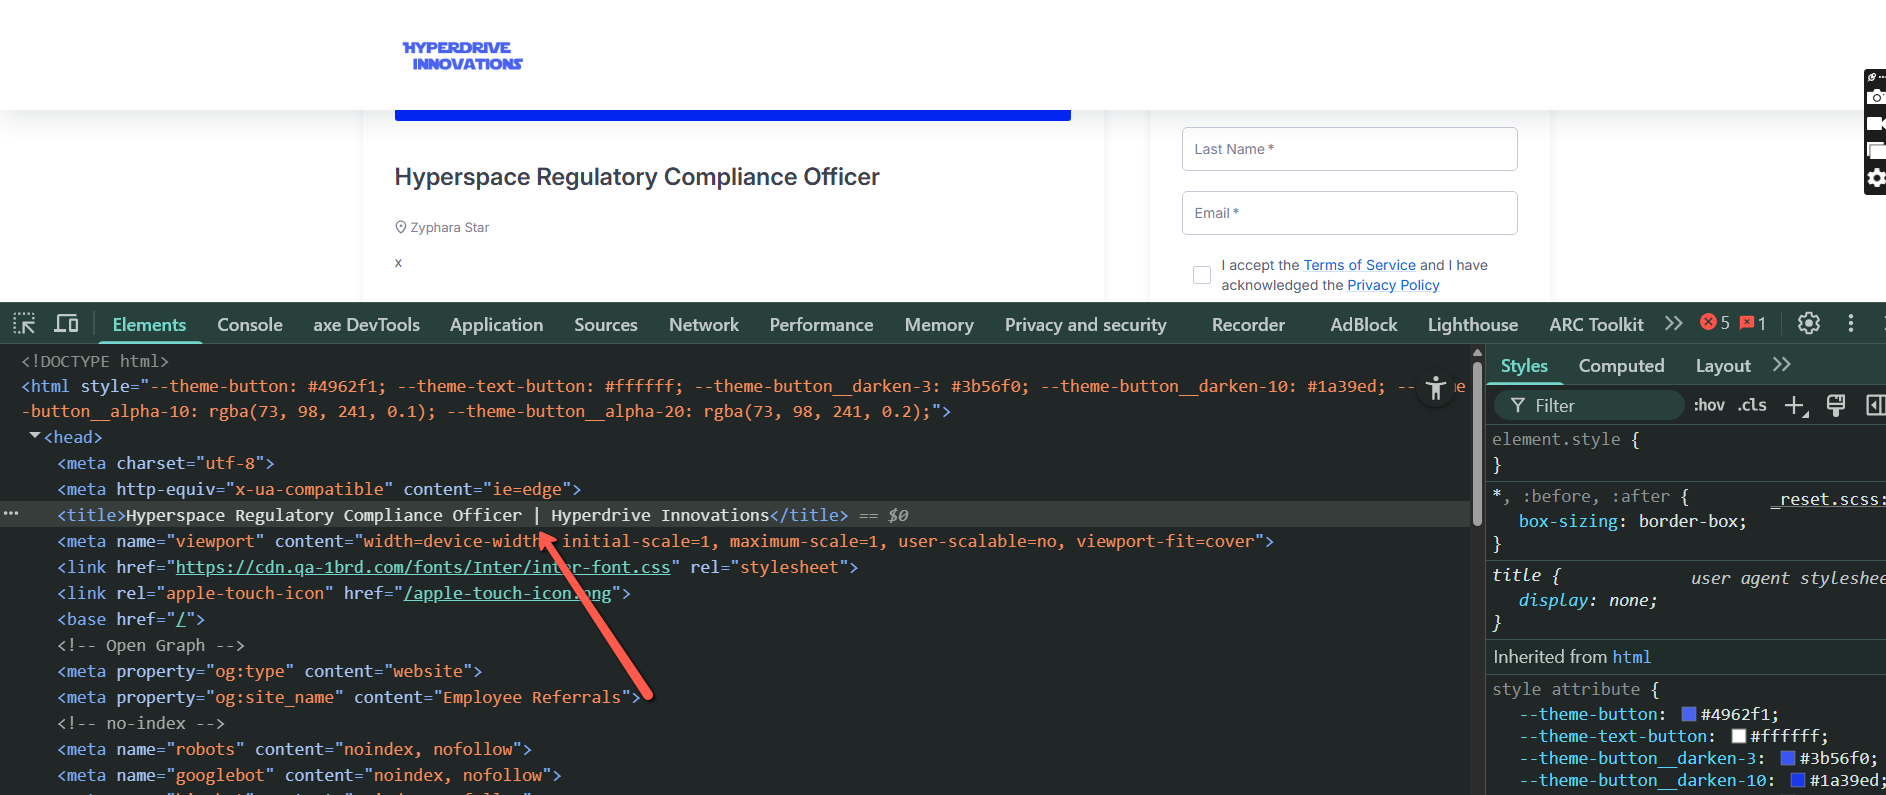 HYPERDRIVE
INNOVATIONS
Hyperspace Regulatory Compliance Officer
Zyphara Star
x
Last Name *
Email *
I accept the Terms of Service and I have
acknowledged the Privacy Policy
Elements Console axe DevTools Application Sources Network Performance Memory Privacy and security Recorder AdBlock Lighthouse ARC Toolkit 5 1
<!DOCTYPE html>
<html style="--theme-button: #4962f1; --theme-text-button: #ffffff; --theme-button__darken-3: #3b56f0; --theme-button__darken-10: #1a39ed; --
-button__alpha-10: rgba(73, 98, 241, 0.1); --theme-button__alpha-20: rgba(73, 98, 241, 0.2);">
<head>
<meta charset="utf-8">
<meta http-equiv="x-ua-compatible" content="ie=edge">
<title>Hyperspace Regulatory Compliance Officer | Hyperdrive Innovations</title> == $0
<meta name="viewport" content="width=device-width, initial-scale=1, maximum-scale=1, user-scalable=no, viewport-fit=cover">
<link href="https://cdn.qa-1brd.com/fonts/Inter/inter-font.css" rel="stylesheet">
<link rel="apple-touch-icon" href="/apple-touch-icon.png">
<base href="/">
<!-- Open Graph -->
<meta property="og:type" content="website">
<meta property="og:site_name" content="Employee Referrals">
<!-- no-index -->
<meta name="robots" content="noindex, nofollow">
<meta name="googlebot" content="noindex, nofollow">
Styles Computed Layout
Filter :hov .cls
element.style {
}
*, :before, :after { _reset.scss:
box-sizing: border-box;
}
title { user agent styleshee
display: none;
}
Inherited from html
style attribute {
--theme-button: #4962f1;
--theme-text-button: #ffffff;
--theme-button__darken-3: #3b56f0;
--theme-button__darken-10: #1a39ed;